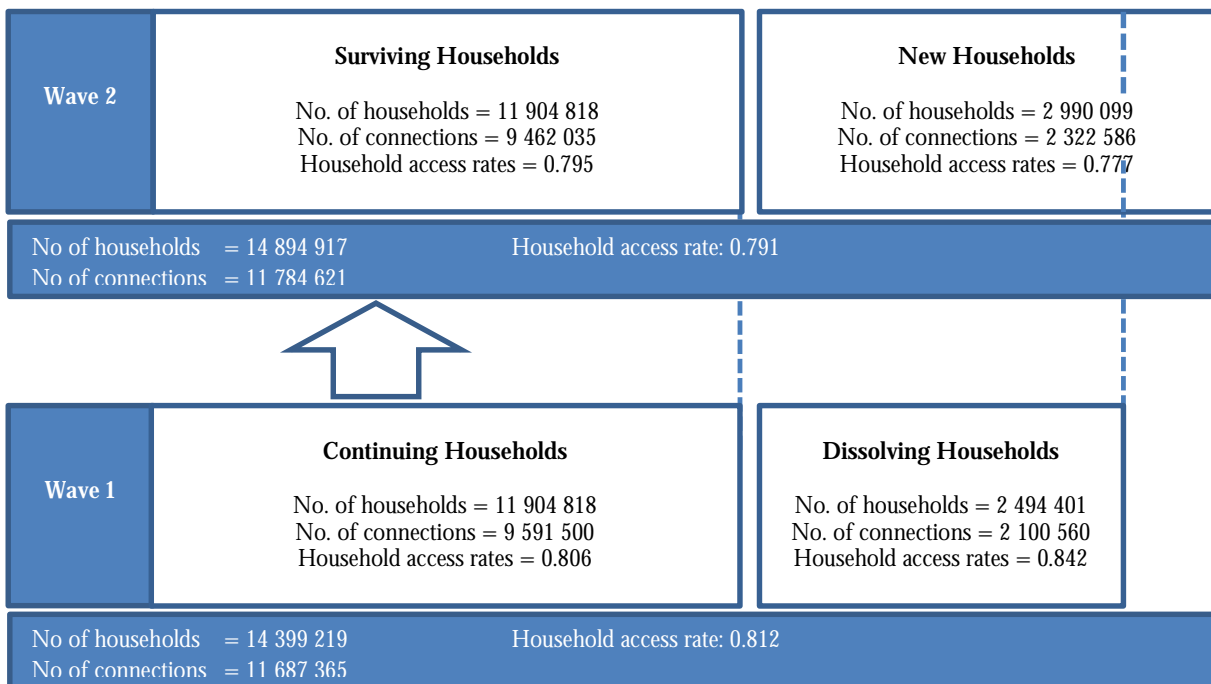 Wave 2
Surviving Households
No. of households = 11 904 818
No. of connections = 9 462 035
Household access rates = 0.795
New Households
No. of households = 2 990 099
No. of connections = 2 322 586
Household access rates = 0.777
No of households = 14 894 917 Household access rate: 0.791
No of connections = 11 784 621
Wave 1
Continuing Households
No. of households = 11 904 818
No. of connections = 9 591 500
Household access rates = 0.806
Dissolving Households
No. of households = 2 494 401
No. of connections = 2 100 560
Household access rates = 0.842
No of households = 14 399 219 Household access rate: 0.812
No of connections = 11 687 365